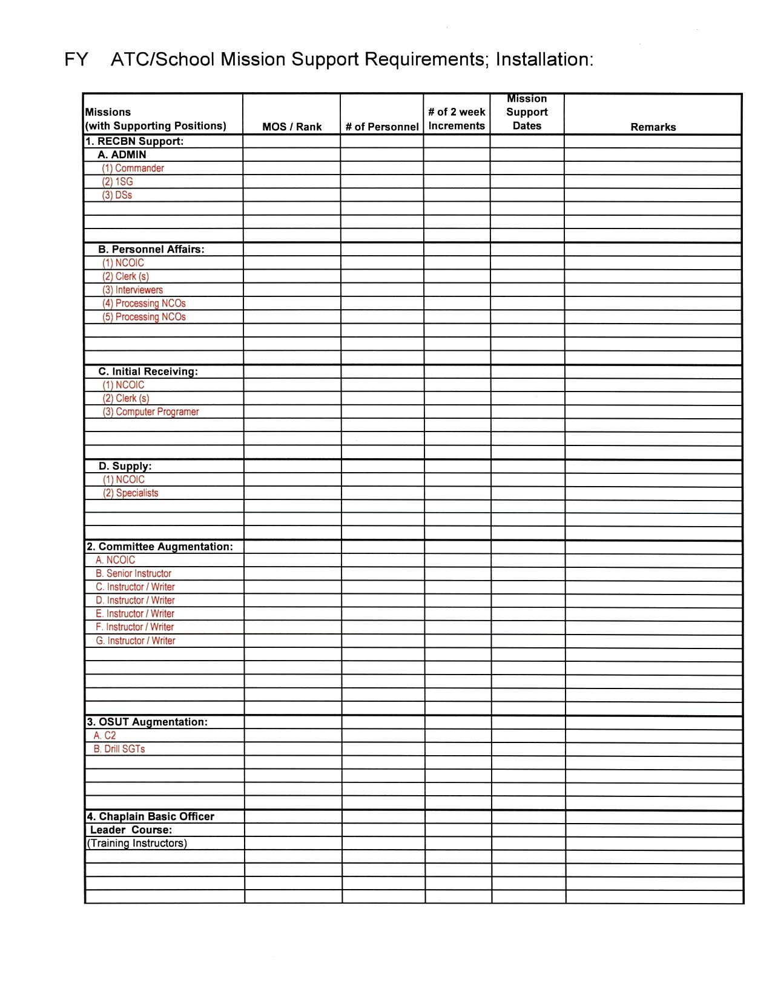 FY ATC/School Mission Support Requirements; Installation:
Missions
(with Supporting Positions)
MOS / Rank
# of Personnel
# of 2 week
Increments
Mission
Support
Dates
Remarks
1. RECBN Support:
A. ADMIN
(1) Commander
(2) 1SG
(3) DSs
B. Personnel Affairs:
(1) NCOIC
(2) Clerk (s)
(3) Interviewers
(4) Processing NCOs
(5) Processing NCOs
C. Initial Receiving:
(1) NCOIC
(2) Clerk (s)
(3) Computer Programer
D. Supply:
(1) NCOIC
(2) Specialists
2. Committee Augmentation:
A. NCOIC
B. Senior Instructor
C. Instructor / Writer
D. Instructor / Writer
E. Instructor / Writer
F. Instructor / Writer
G. Instructor / Writer
3. OSUT Augmentation:
A. C2
B. Drill SGTs
4. Chaplain Basic Officer
Leader Course:
(Training Instructors)